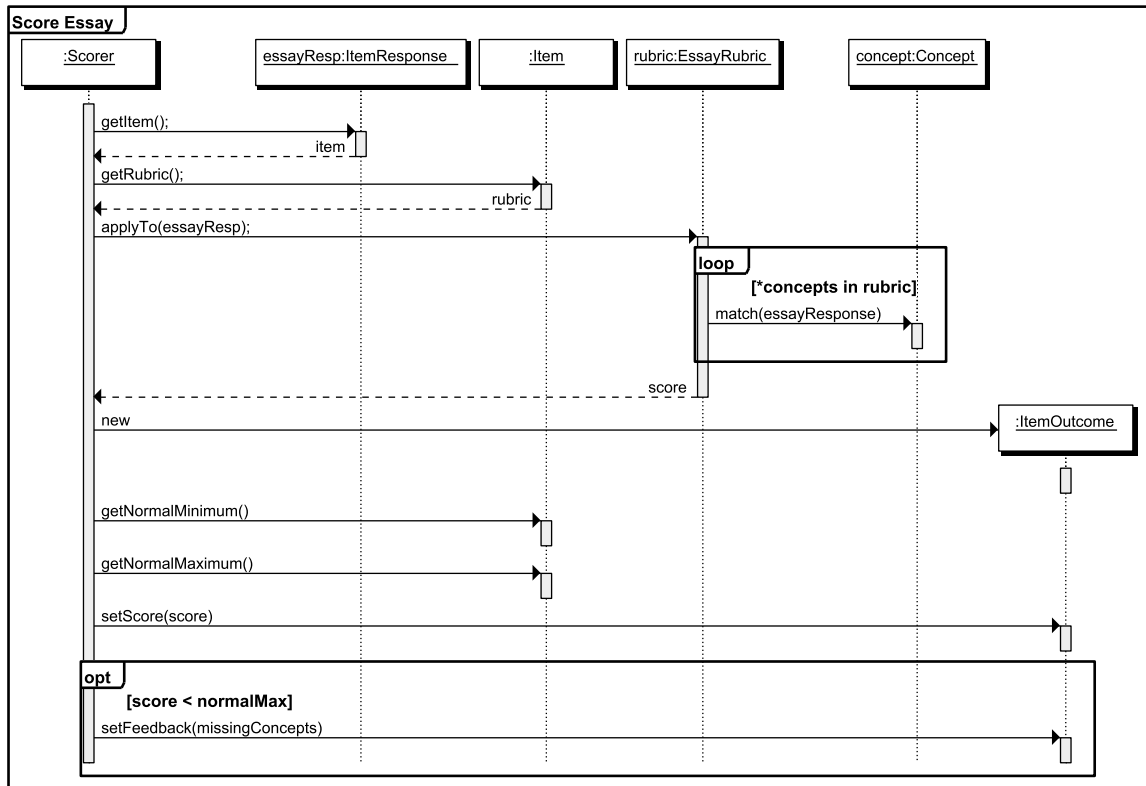 Score Essay
:Scorer
essayResp:ItemResponse
:Item
rubric:EssayRubric
concept:Concept
getItem();
item
getRubric();
rubric
applyTo(essayResp);
loop
[*concepts in rubric]
match(essayResponse)
score
new
:ItemOutcome
getNormalMinimum()
getNormalMaximum()
setScore(score)
opt
[score < normalMax]
setFeedback(missingConcepts)